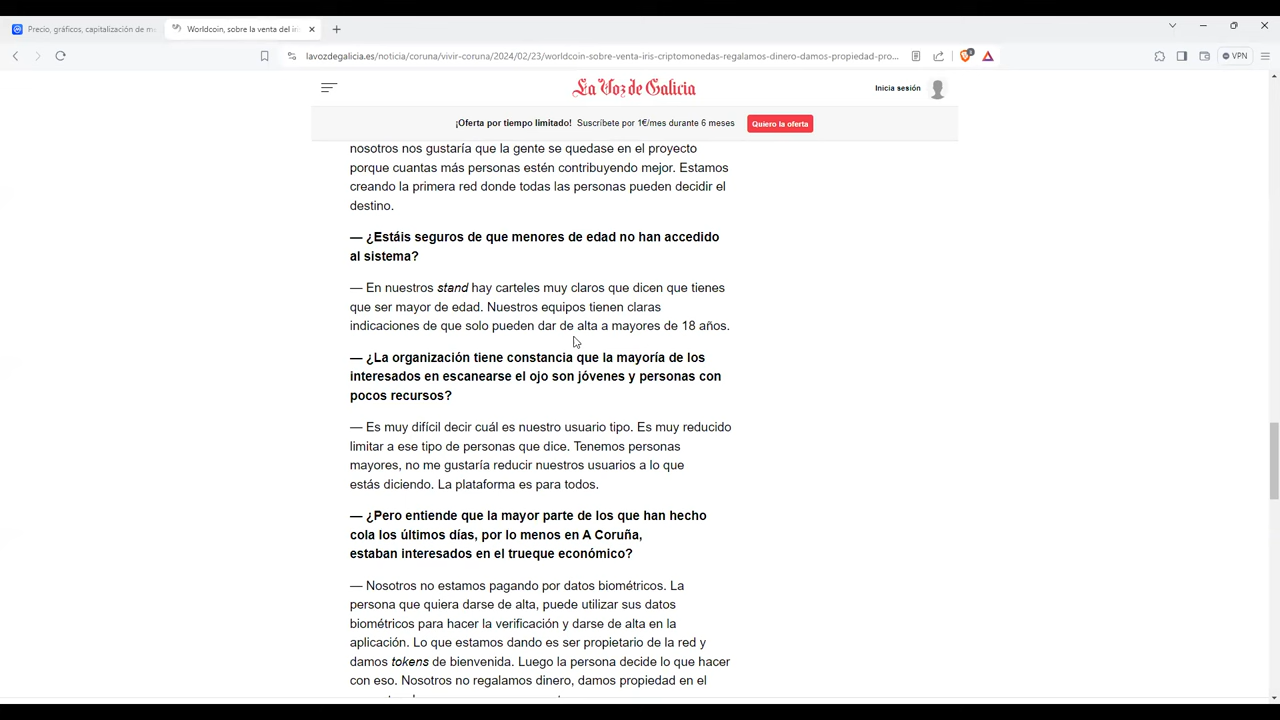 Precio, gráficos, capitalización de m
Worldcoin, sobre la venta del iri
lavozdegalicia.es/noticia/coruna/vivir-coruna/2024/02/23/worldcoin-sobre-venta-iris-criptomonedas-regalamos-dinero-damos-propiedad-pro...
VPN
La Voz de Galicia
Inicia sesión
¡Oferta por tiempo limitado! Suscríbete por 1€/mes durante 6 meses
Quiero la oferta
nosotros nos gustaría que la gente se quedase en el proyecto
porque cuantas más personas estén contribuyendo mejor. Estamos
creando la primera red donde todas las personas pueden decidir el
destino.
— ¿Estáis seguros de que menores de edad no han accedido
al sistema?
— En nuestros stand hay carteles muy claros que dicen que tienes
que ser mayor de edad. Nuestros equipos tienen claras
indicaciones de que solo pueden dar de alta a mayores de 18 años.
— ¿La organización tiene constancia que la mayoría de los
interesados en escanearse el ojo son jóvenes y personas con
pocos recursos?
— Es muy difícil decir cuál es nuestro usuario tipo. Es muy reducido
limitar a ese tipo de personas que dice. Tenemos personas
mayores, no me gustaría reducir nuestros usuarios a lo que
estás diciendo. La plataforma es para todos.
— ¿Pero entiende que la mayor parte de los que han hecho
cola los últimos días, por lo menos en A Coruña,
estaban interesados en el trueque económico?
— Nosotros no estamos pagando por datos biométricos. La
persona que quiera darse de alta, puede utilizar sus datos
biométricos para hacer la verificación y darse de alta en la
aplicación. Lo que estamos dando es ser propietario de la red y
damos tokens de bienvenida. Luego la persona decide lo que hacer
con eso. Nosotros no regalamos dinero, damos propiedad en el